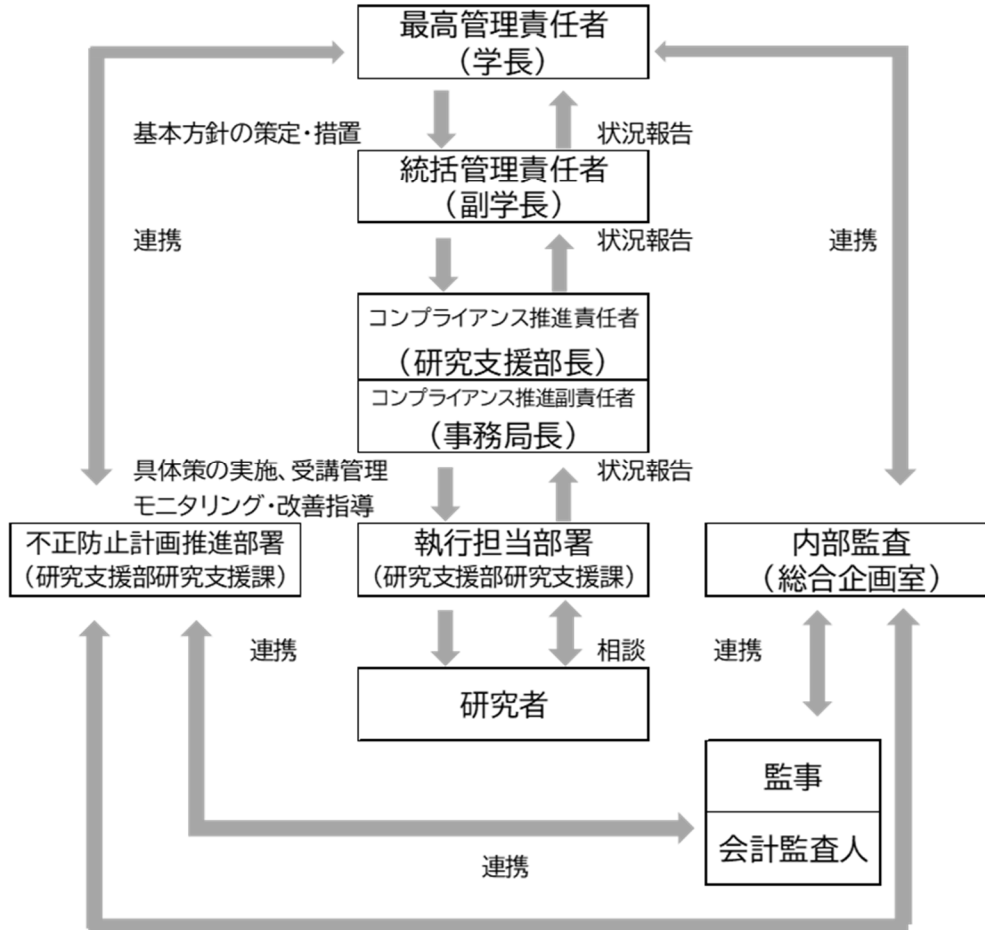 最高管理責任者
（学長）
基本方針の策定・措置
状況報告
統括管理責任者
（副学長）
連携
状況報告
連携
コンプライアンス推進責任者
（研究支援部長）
コンプライアンス推進副責任者
（事務局長）
具体策の実施、受講管理
モニタリング・改善指導
状況報告
不正防止計画推進部署
（研究支援部研究支援課）
執行担当部署
（研究支援部研究支援課）
内部監査
（総合企画室）
連携
相談
連携
研究者
監事
会計監査人
連携